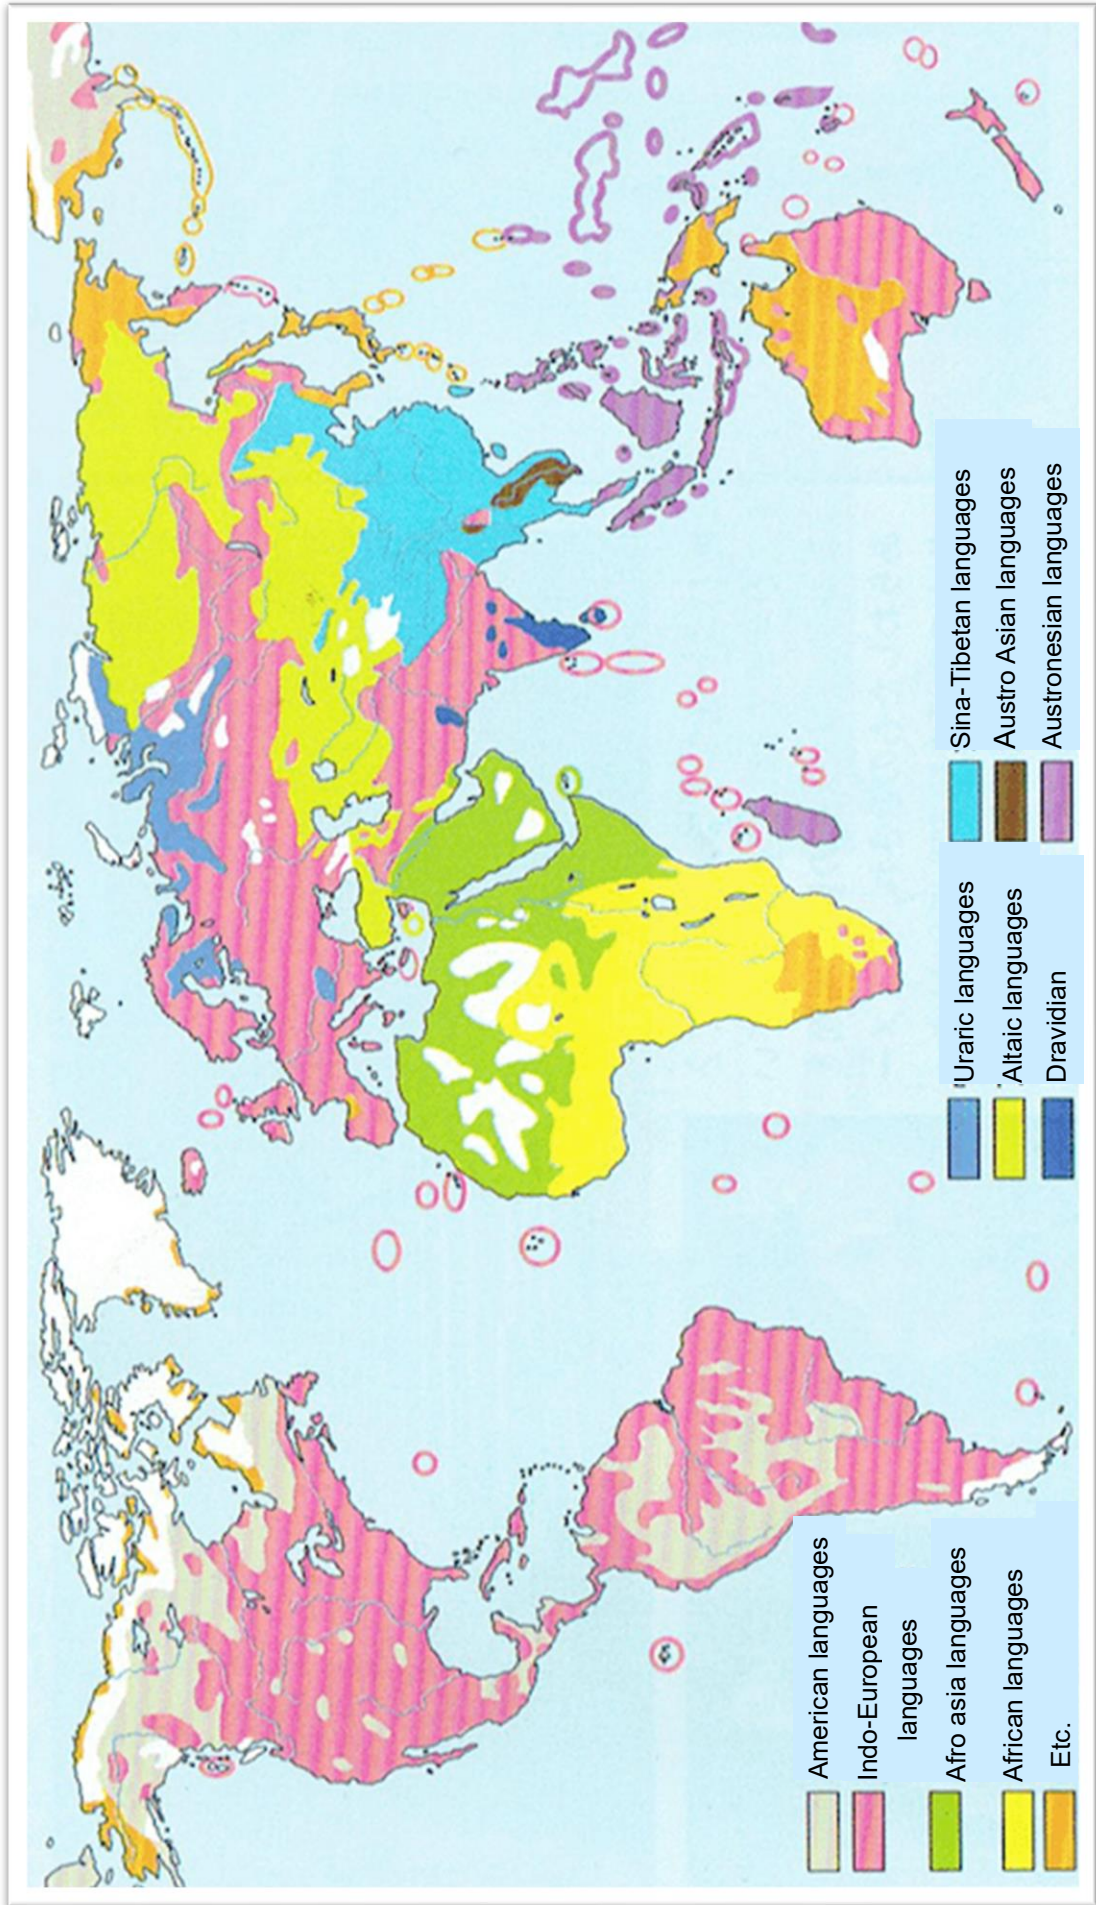 American languages
Indo-European
languages
Afro asia languages
African languages
Etc.
Uraric languages
Altaic languages
Dravidian
Sina-Tibetan languages
Austro Asian languages
Austronesian languages